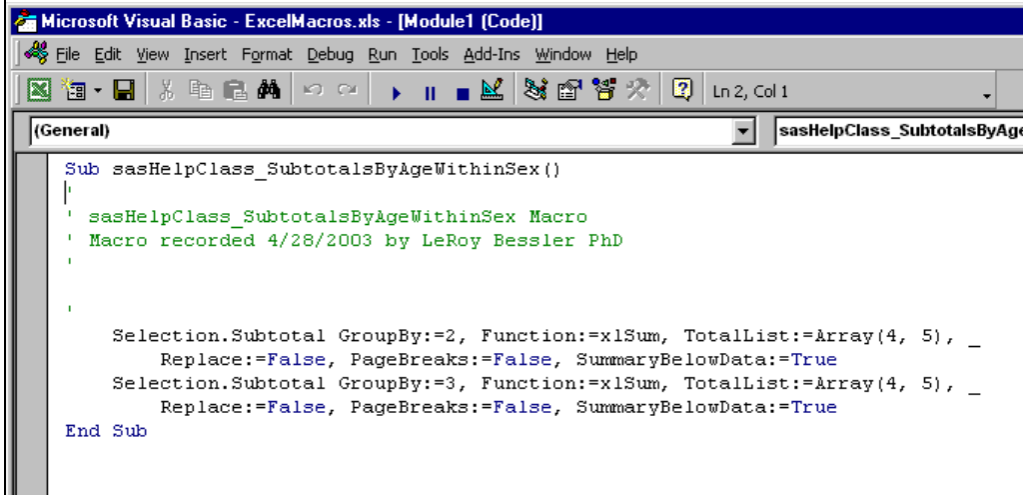 Microsoft Visual Basic - ExcelMacros.xls - [Module1 (Code)]
File Edit View Insert Format Debug Run Tools Add-Ins Window Help
Ln 2, Col 1
(General)
sasHelpClass_SubtotalsByAge
Sub sasHelpClass_SubtotalsByAgeWithinSex()
'
' sasHelpClass_SubtotalsByAgeWithinSex Macro
' Macro recorded 4/28/2003 by LeRoy Bessler PhD
'
'
Selection.Subtotal GroupBy:=2, Function:=xlSum, TotalList:=Array(4, 5), _
Replace:=False, PageBreaks:=False, SummaryBelowData:=True
Selection.Subtotal GroupBy:=3, Function:=xlSum, TotalList:=Array(4, 5), _
Replace:=False, PageBreaks:=False, SummaryBelowData:=True
End Sub